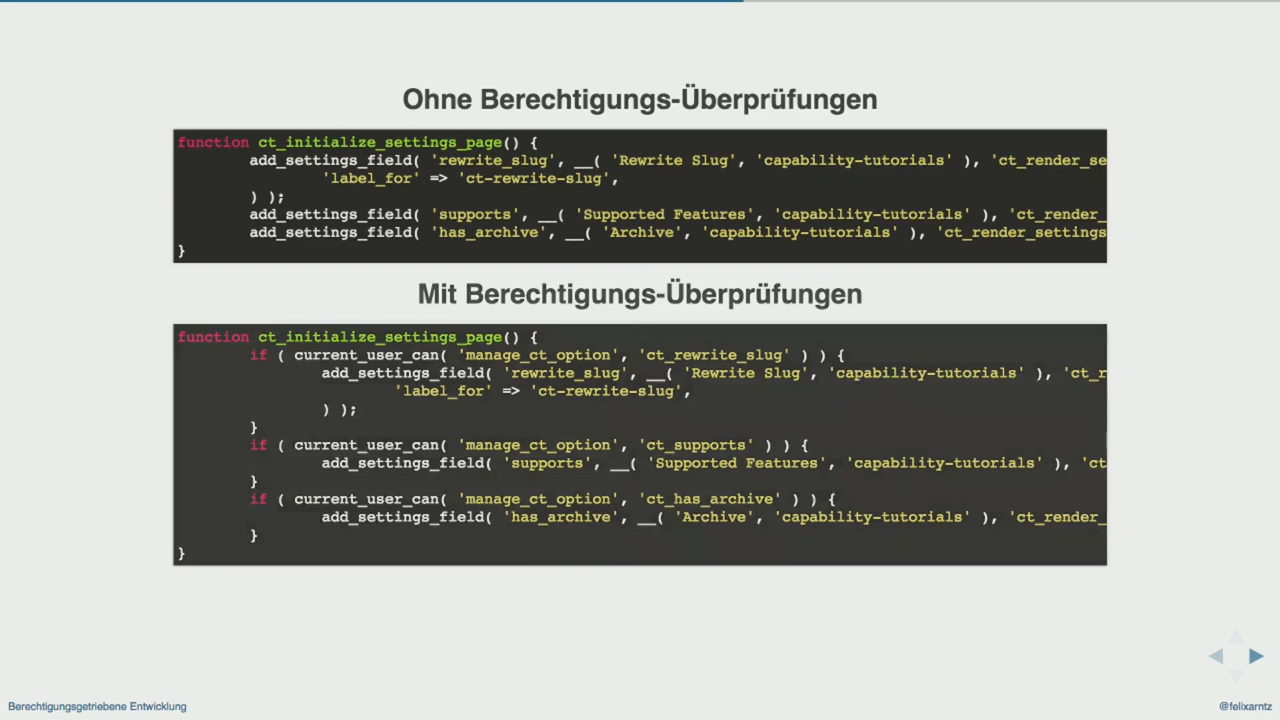 Ohne Berechtigungs-Überprüfungen
function ct_initialize_settings_page() {
add_settings_field( 'rewrite_slug', __( 'Rewrite Slug', 'capability-tutorials' ), 'ct_render_se
'label_for' => 'ct-rewrite-slug',
) );
add_settings_field( 'supports', __( 'Supported Features', 'capability-tutorials' ), 'ct_render_
add_settings_field( 'has_archive', __( 'Archive', 'capability-tutorials' ), 'ct_render_settings
}
Mit Berechtigungs-Überprüfungen
function ct_initialize_settings_page() {
if ( current_user_can( 'manage_ct_option', 'ct_rewrite_slug' ) ) {
add_settings_field( 'rewrite_slug', __( 'Rewrite Slug', 'capability-tutorials' ), 'ct_r
'label_for' => 'ct-rewrite-slug',
) );
}
if ( current_user_can( 'manage_ct_option', 'ct_supports' ) ) {
add_settings_field( 'supports', __( 'Supported Features', 'capability-tutorials' ), 'ct
}
if ( current_user_can( 'manage_ct_option', 'ct_has_archive' ) ) {
add_settings_field( 'has_archive', __( 'Archive', 'capability-tutorials' ), 'ct_render_
}
}
Berechtigungsgetriebene Entwicklung
@felixarntz